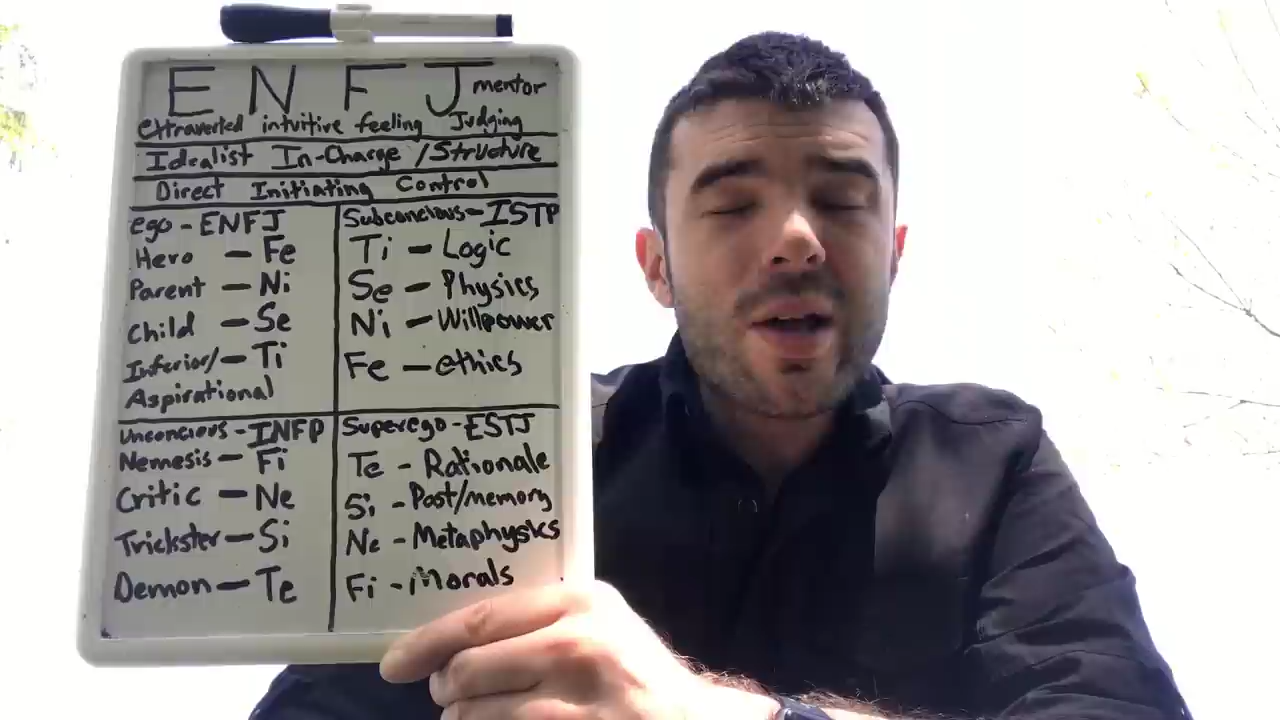 ENFJ mentor
extraverted intuitive feeling Judging
Idealist In-Charge / Structure
Direct Initiating Control
ego - ENFJ
Hero - Fe
Parent - Ni
Child - Se
Inferior/ - Ti
Aspirational
Subconcious - ISTP
Ti - Logic
Se - Physics
Ni - Willpower
Fe - ethics
Unconcious - INFP
Nemesis - Fi
Critic - Ne
Trickster - Si
Demon - Te
Superego - ESTJ
Te - Rationale
Si - Past/memory
Ne - Metaphysics
Fi - Morals